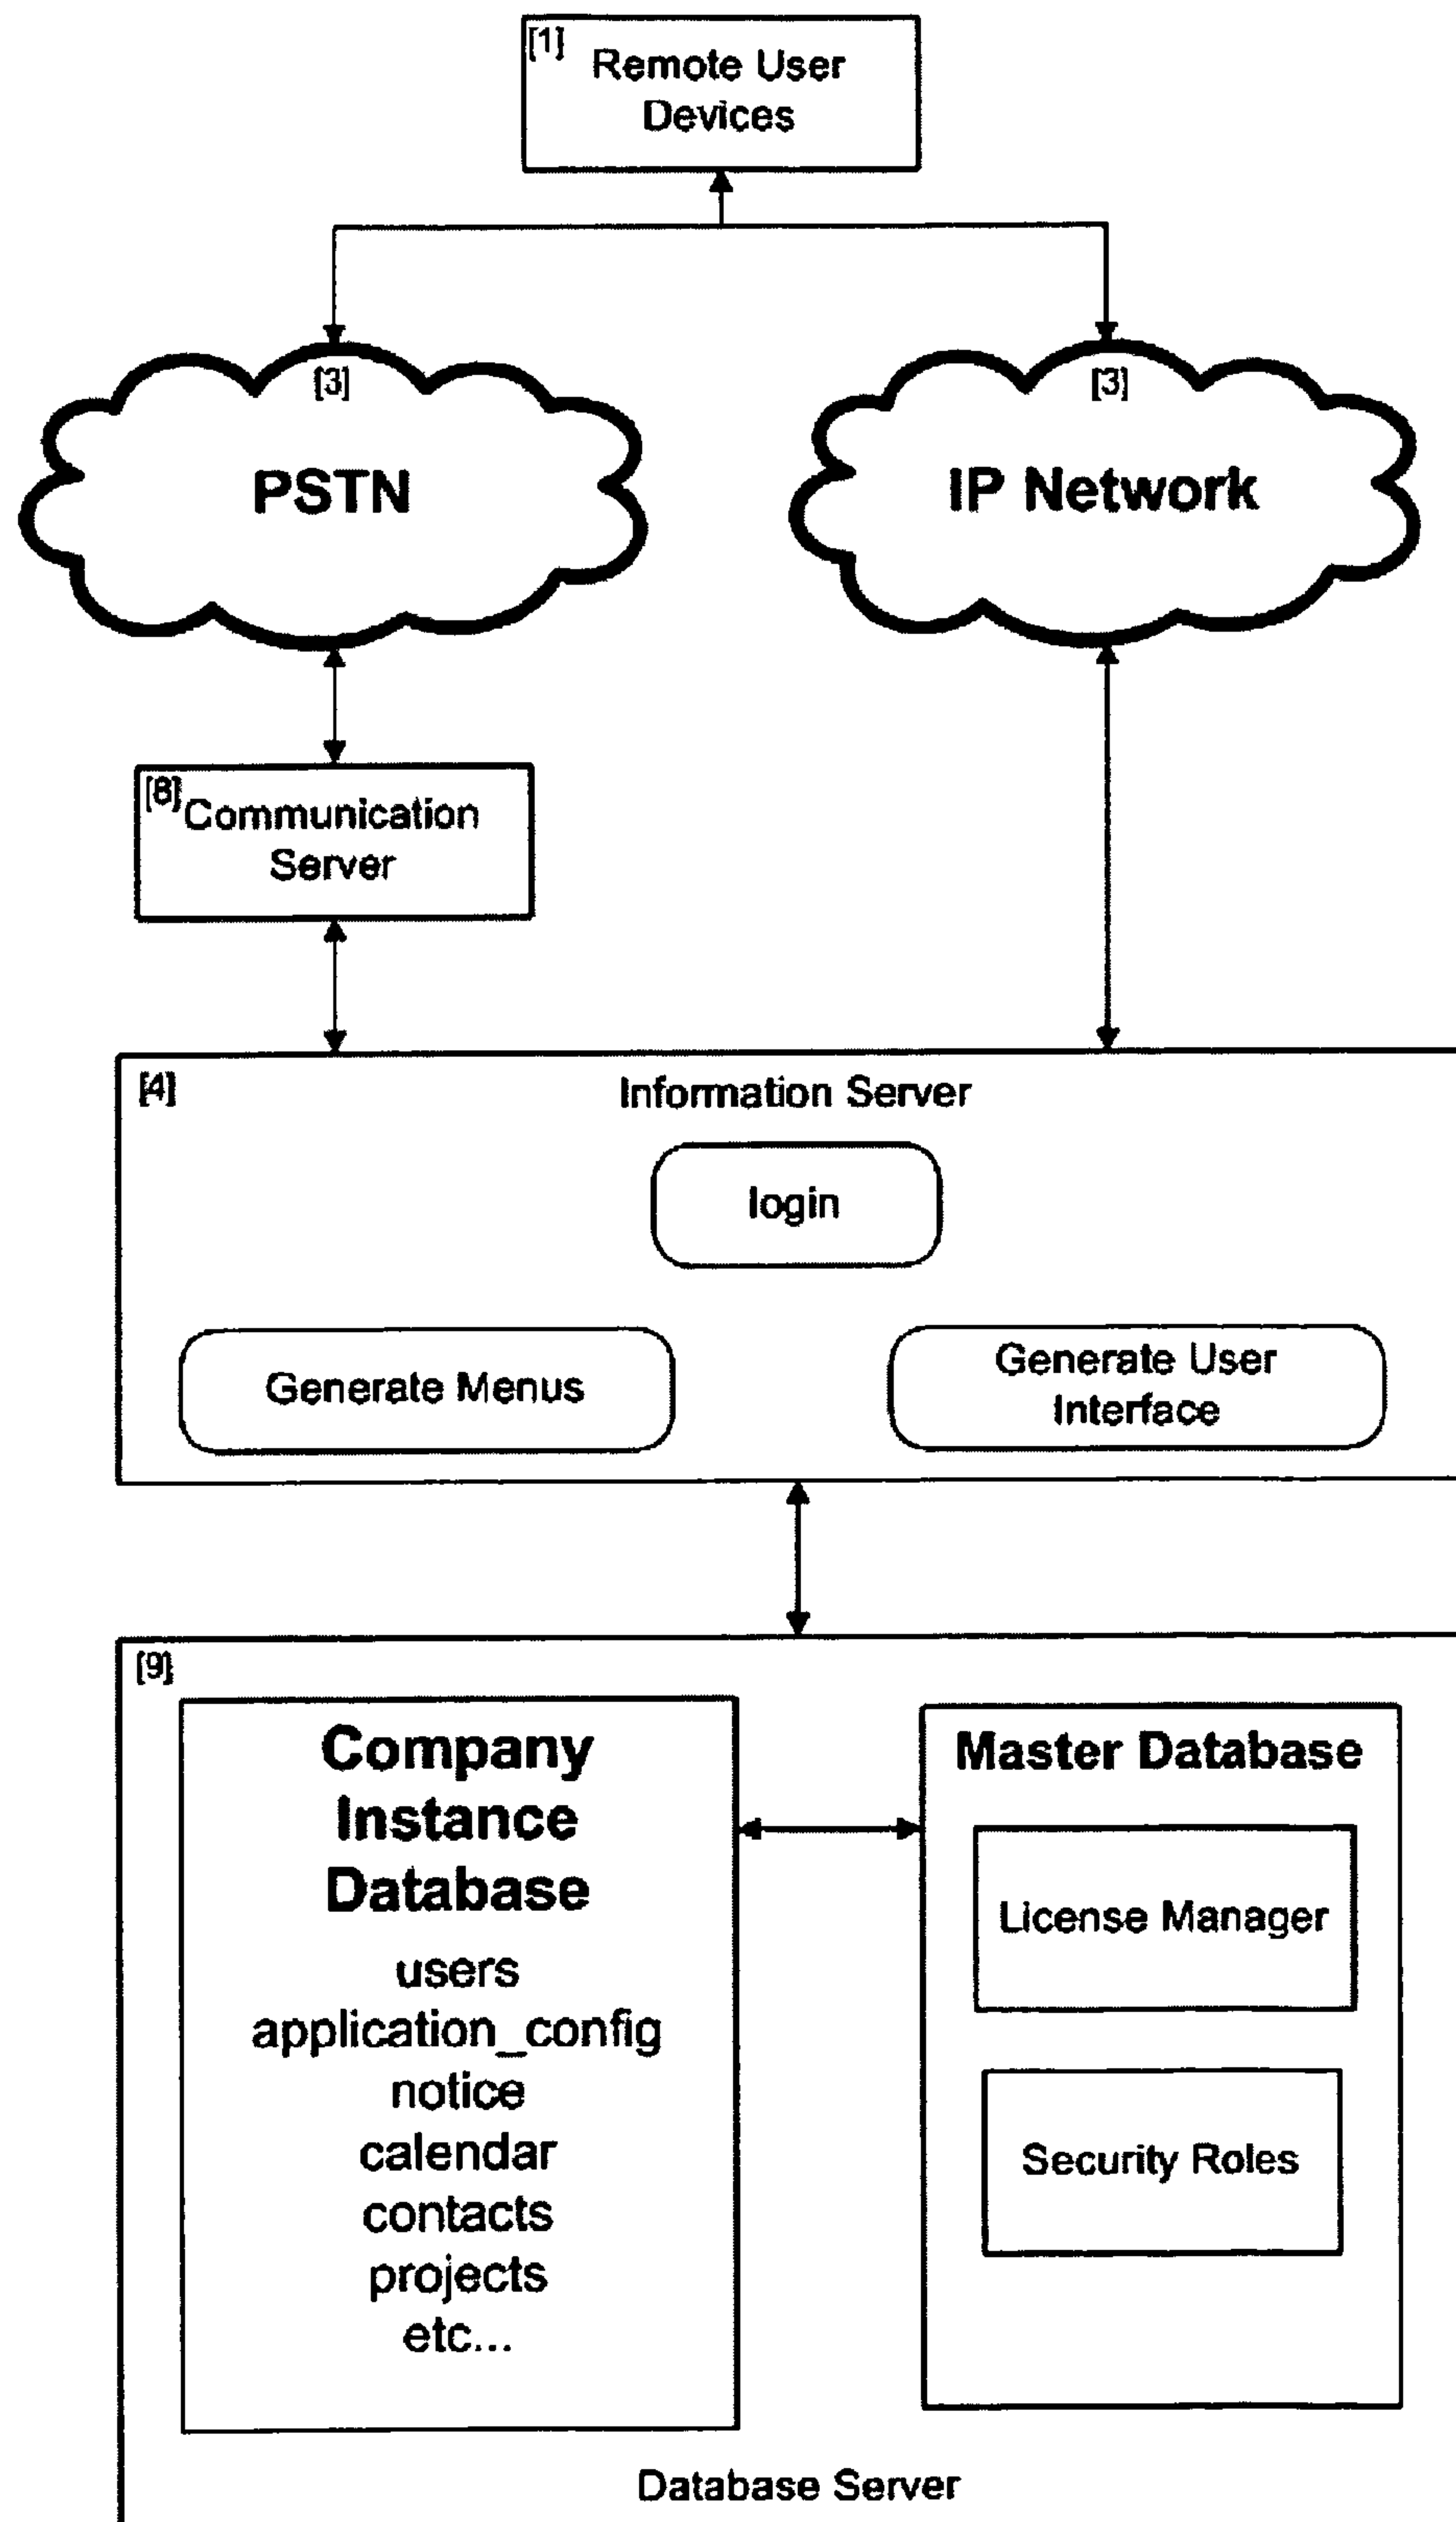 [1]
Remote User
Devices
[3]
PSTN
[3]
IP Network
[8]
Communication
Server
[4]
Information Server
login
Generate Menus
Generate User
Interface
[9]
Company
Instance
Database
users
application_config
notice
calendar
contacts
projects
etc...
Master Database
License Manager
Security Roles
Database Server